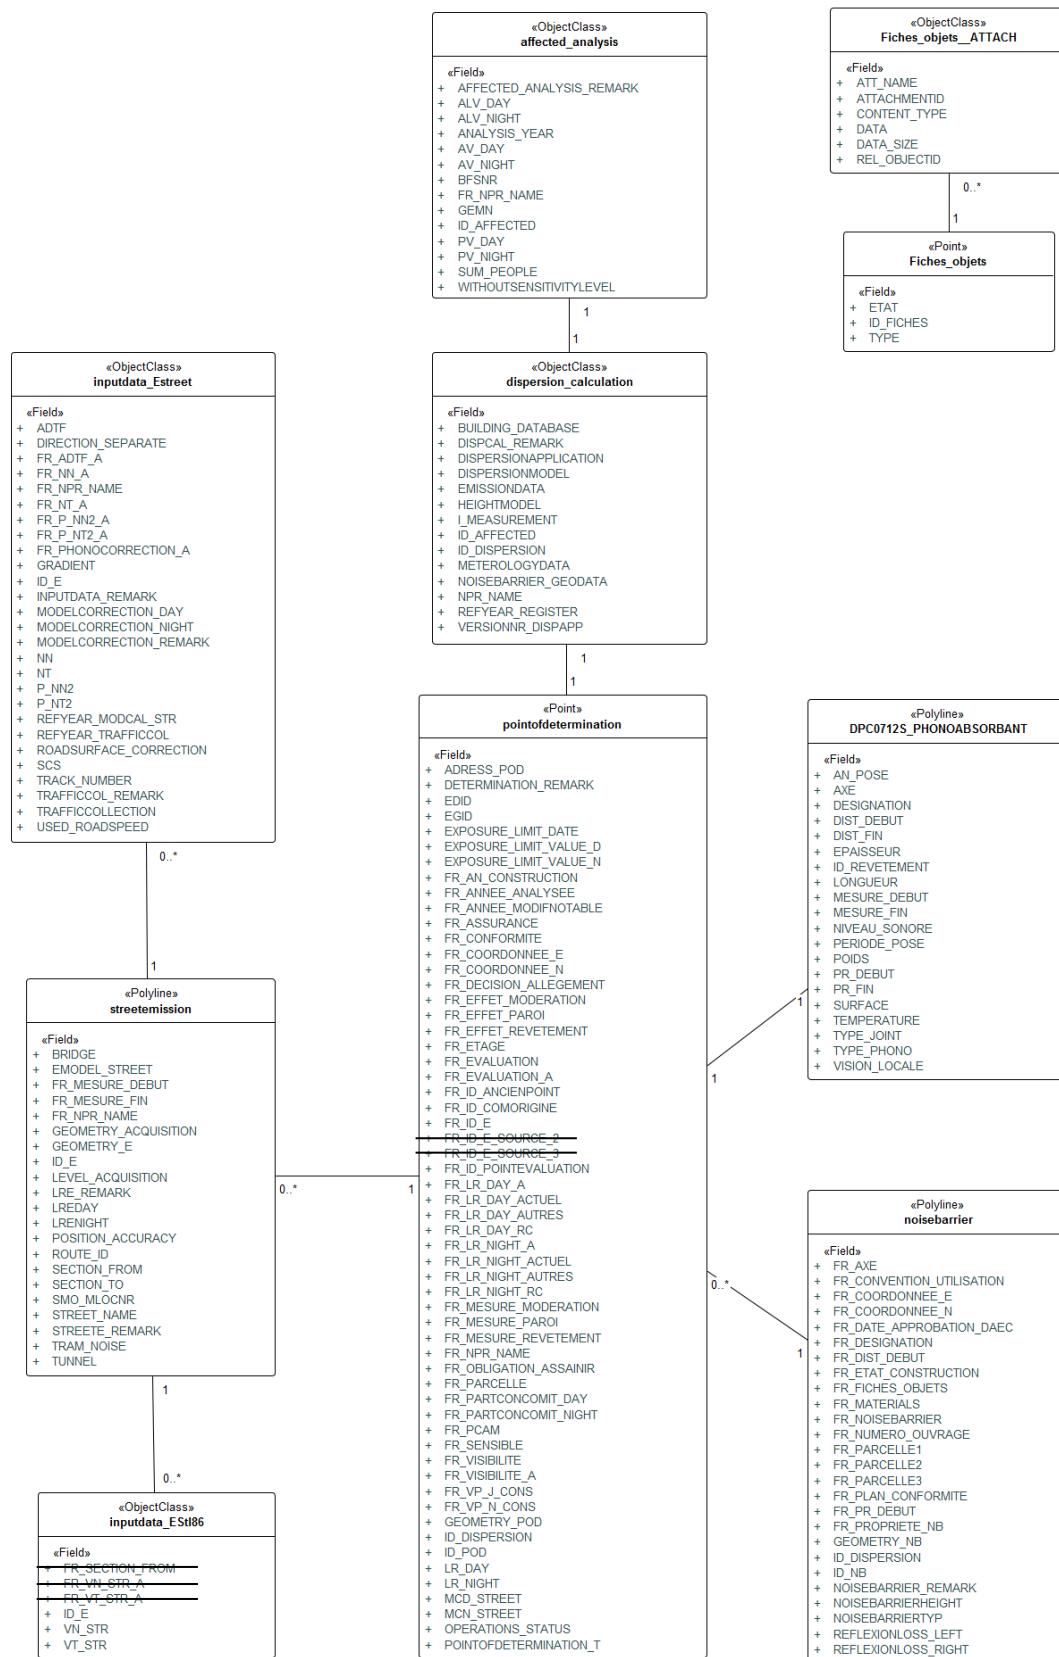 «ObjectClass»
affected_analysis
«Field»
+ AFFECTED_ANALYSIS_REMARK
+ ALV_DAY
+ ALV_NIGHT
+ ANALYSIS_YEAR
+ AV_DAY
+ AV_NIGHT
+ BFSNR
+ FR_NPR_NAME
+ GEMN
+ ID_AFFECTED
+ PV_DAY
+ PV_NIGHT
+ SUM_PEOPLE
+ WITHOUTSENSITIVITYLEVEL
1
1
«ObjectClass»
Fiches_objets__ATTACH
«Field»
+ ATT_NAME
+ ATTACHMENTID
+ CONTENT_TYPE
+ DATA
+ DATA_SIZE
+ REL_OBJECTID
0..*
1
«Point»
Fiches_objets
«Field»
+ ETAT
+ ID_FICHES
+ TYPE
«ObjectClass»
inputdata_Estreet
«Field»
+ ADTF
+ DIRECTION_SEPARATE
+ FR_ADTF_A
+ FR_NN_A
+ FR_NPR_NAME
+ FR_NT_A
+ FR_P_NN2_A
+ FR_P_NT2_A
+ FR_PHONOCORRECTION_A
+ GRADIENT
+ ID_E
+ INPUTDATA_REMARK
+ MODELCORRECTION_DAY
+ MODELCORRECTION_NIGHT
+ MODELCORRECTION_REMARK
+ NN
+ NT
+ P_NN2
+ P_NT2
+ REFYEAR_MODCAL_STR
+ REFYEAR_TRAFFICCOL
+ ROADSURFACE_CORRECTION
+ SCS
+ TRACK_NUMBER
+ TRAFFICCOL_REMARK
+ TRAFFICCOLLECTION
+ USED_ROADSPEED
0..*
1
«ObjectClass»
dispersion_calculation
«Field»
+ BUILDING_DATABASE
+ DISPCAL_REMARK
+ DISPERSIONAPPLICATION
+ DISPERSIONMODEL
+ EMISSIONDATA
+ HEIGHTMODEL
+ I_MEASUREMENT
+ ID_AFFECTED
+ ID_DISPERSION
+ METEROLOGYDATA
+ NOISEBARRIER_GEODATA
+ NPR_NAME
+ REFYEAR_REGISTER
+ VERSIONNR_DISPAPP
1
1
«Polyline»
streetemission
«Field»
+ BRIDGE
+ EMODEL_STREET
+ FR_MESURE_DEBUT
+ FR_MESURE_FIN
+ FR_NPR_NAME
+ GEOMETRY_ACQUISITION
+ GEOMETRY_E
+ ID_E
+ LEVEL_ACQUISITION
+ LRE_REMARK
+ LREDAY
+ LRENIGHT
+ POSITION_ACCURACY
+ ROUTE_ID
+ SECTION_FROM
+ SECTION_TO
+ SMO_MLOCNR
+ STREET_NAME
+ STREETE_REMARK
+ TRAM_NOISE
+ TUNNEL
0..*
1
1
0..*
«ObjectClass»
inputdata_EStl86
«Field»
+ FR_SECTION_FROM
+ FR_VN_STR_A
+ FR_VT_STR_A
+ ID_E
+ VN_STR
+ VT_STR
«Point»
pointofdetermination
«Field»
+ ADRESS_POD
+ DETERMINATION_REMARK
+ EDID
+ EGID
+ EXPOSURE_LIMIT_DATE
+ EXPOSURE_LIMIT_VALUE_D
+ EXPOSURE_LIMIT_VALUE_N
+ FR_AN_CONSTRUCTION
+ FR_ANNEE_ANALYSEE
+ FR_ANNEE_MODIFNOTABLE
+ FR_ASSURANCE
+ FR_CONFORMITE
+ FR_COORDONNEE_E
+ FR_COORDONNEE_N
+ FR_DECISION_ALLEGEMENT
+ FR_EFFET_MODERATION
+ FR_EFFET_PAROI
+ FR_EFFET_REVETEMENT
+ FR_ETAGE
+ FR_EVALUATION
+ FR_EVALUATION_A
+ FR_ID_ANCIENPOINT
+ FR_ID_COMORIGINE
+ FR_ID_E
+ FR_ID_E_SOURCE_2
+ FR_ID_E_SOURCE_3
+ FR_ID_POINTEVALUATION
+ FR_LR_DAY_A
+ FR_LR_DAY_ACTUEL
+ FR_LR_DAY_AUTRES
+ FR_LR_DAY_RC
+ FR_LR_NIGHT_A
+ FR_LR_NIGHT_ACTUEL
+ FR_LR_NIGHT_AUTRES
+ FR_LR_NIGHT_RC
+ FR_MESURE_MODERATION
+ FR_MESURE_PAROI
+ FR_MESURE_REVETEMENT
+ FR_NPR_NAME
+ FR_OBLIGATION_ASSAINIR
+ FR_PARCELLE
+ FR_PARTCONCOMIT_DAY
+ FR_PARTCONCOMIT_NIGHT
+ FR_PCAM
+ FR_SENSIBLE
+ FR_VISIBILITE
+ FR_VISIBILITE_A
+ FR_VP_J_CONS
+ FR_VP_N_CONS
+ GEOMETRY_POD
+ ID_DISPERSION
+ ID_POD
+ LR_DAY
+ LR_NIGHT
+ MCD_STREET
+ MCN_STREET
+ OPERATIONS_STATUS
+ POINTOFDETERMINATION_T
1
1
«Polyline»
DPC0712S_PHONOABSORBANT
«Field»
+ AN_POSE
+ AXE
+ DESIGNATION
+ DIST_DEBUT
+ DIST_FIN
+ EPAISSEUR
+ ID_REVETEMENT
+ LONGUEUR
+ MESURE_DEBUT
+ MESURE_FIN
+ NIVEAU_SONORE
+ PERIODE_POSE
+ POIDS
+ PR_DEBUT
+ PR_FIN
+ SURFACE
+ TEMPERATURE
+ TYPE_JOINT
+ TYPE_PHONO
+ VISION_LOCALE
0..*
1
«Polyline»
noisebarrier
«Field»
+ FR_AXE
+ FR_CONVENTION_UTILISATION
+ FR_COORDONNEE_E
+ FR_COORDONNEE_N
+ FR_DATE_APPROBATION_DAEC
+ FR_DESIGNATION
+ FR_DIST_DEBUT
+ FR_ETAT_CONSTRUCTION
+ FR_FICHES_OBJETS
+ FR_MATERIALS
+ FR_NOISEBARRIER
+ FR_NUMERO_OUVRAGE
+ FR_PARCELLE1
+ FR_PARCELLE2
+ FR_PARCELLE3
+ FR_PLAN_CONFORMITE
+ FR_PR_DEBUT
+ FR_PROPRIETE_NB
+ GEOMETRY_NB
+ ID_DISPERSION
+ ID_NB
+ NOISEBARRIER_REMARK
+ NOISEBARRIERHEIGHT
+ NOISEBARRIERTYP
+ REFLEXIONLOSS_LEFT
+ REFLEXIONLOSS_RIGHT